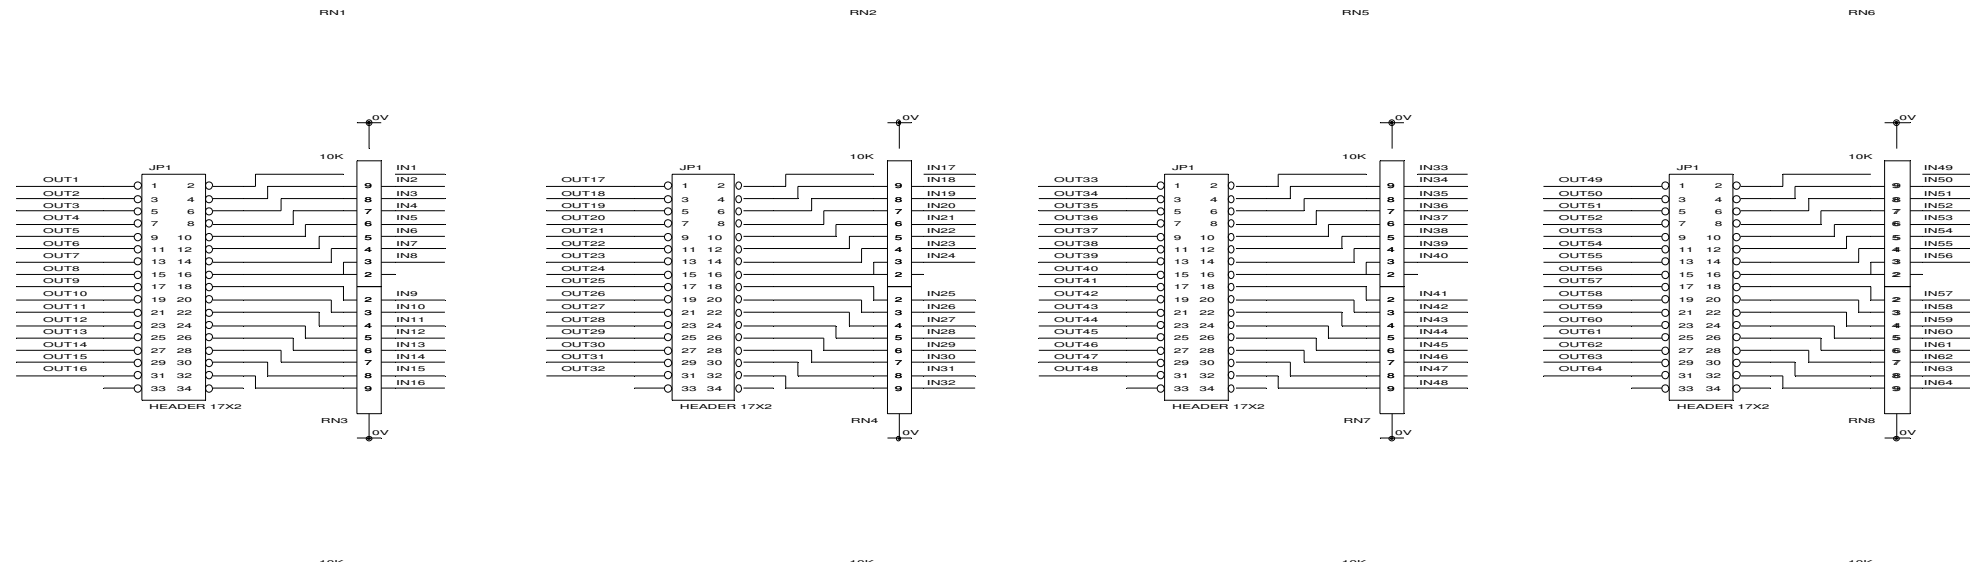 RN1 RN2 RN5 RN6
0V 0V 0V 0V
10K 10K 10K 10K
JP1 IN1 JP1 IN17 JP1 IN33 JP1 IN49
OUT1 1 2 9 IN2 OUT17 1 2 9 IN18 OUT33 1 2 9 IN34 OUT49 1 2 9 IN50
OUT2 3 4 8 IN3 OUT18 3 4 8 IN19 OUT34 3 4 8 IN35 OUT50 3 4 8 IN51
OUT3 5 6 7 IN4 OUT19 5 6 7 IN20 OUT35 5 6 7 IN36 OUT51 5 6 7 IN52
OUT4 7 8 6 IN5 OUT20 7 8 6 IN21 OUT36 7 8 6 IN37 OUT52 7 8 6 IN53
OUT5 9 10 5 IN6 OUT21 9 10 5 IN22 OUT37 9 10 5 IN38 OUT53 9 10 5 IN54
OUT6 11 12 4 IN7 OUT22 11 12 4 IN23 OUT38 11 12 4 IN39 OUT54 11 12 4 IN55
OUT7 13 14 3 IN8 OUT23 13 14 3 IN24 OUT39 13 14 3 IN40 OUT55 13 14 3 IN56
OUT8 15 16 2 OUT24 15 16 2 OUT40 15 16 2 OUT56 15 16 2
OUT9 17 18 OUT25 17 18 OUT41 17 18 OUT57 17 18
OUT10 19 20 2 IN9 OUT26 19 20 2 IN25 OUT42 19 20 2 IN41 OUT58 19 20 2 IN57
OUT11 21 22 3 IN10 OUT27 21 22 3 IN26 OUT43 21 22 3 IN42 OUT59 21 22 3 IN58
OUT12 23 24 4 IN11 OUT28 23 24 4 IN27 OUT44 23 24 4 IN43 OUT60 23 24 4 IN59
OUT13 25 26 5 IN12 OUT29 25 26 5 IN28 OUT45 25 26 5 IN44 OUT61 25 26 5 IN60
OUT14 27 28 6 IN13 OUT30 27 28 6 IN29 OUT46 27 28 6 IN45 OUT62 27 28 6 IN61
OUT15 29 30 7 IN14 OUT31 29 30 7 IN30 OUT47 29 30 7 IN46 OUT63 29 30 7 IN62
OUT16 31 32 8 IN15 OUT32 31 32 8 IN31 OUT48 31 32 8 IN47 OUT64 31 32 8 IN63
33 34 9 IN16 33 34 9 IN32 33 34 9 IN48 33 34 9 IN64
HEADER 17X2 HEADER 17X2 HEADER 17X2 HEADER 17X2
RN3 RN4 RN7 RN8
0V 0V 0V 0V